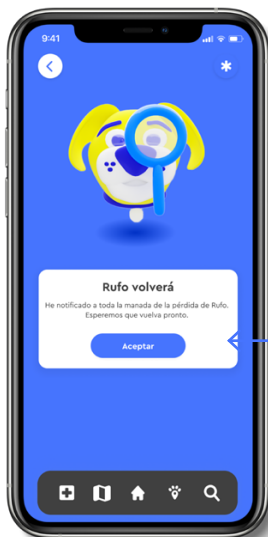 9:41
Rufo volverá
He notificado a toda la manada de la pérdida de Rufo.
Esperemos que vuelva pronto.
Aceptar